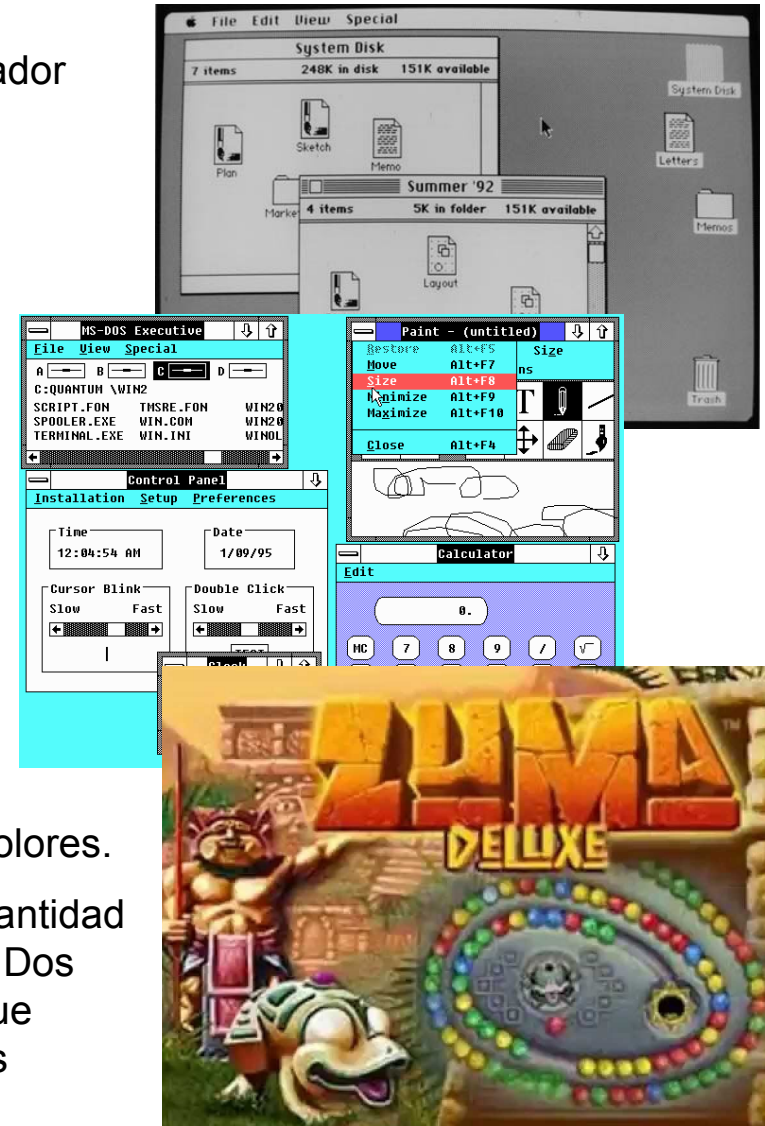 ador
File Edit View Special
System Disk
7 items 248K in disk 151K available
Plan
Sketch
Memo
System Disk
Letters
Memos
Trash
Summer '92
4 items 5K in folder 151K available
Layout
MS-DOS Executive
File View Special
A B C D
C:QUANTUM \WIN2
SCRIPT.FON TMSRE.FON WIN20
SPOOLER.EXE WIN.COM WIN20
TERMINAL.EXE WIN.INI WINOL
Paint - (untitled)
Restore Alt+F5
Move Alt+F7
Size Alt+F8
Minimize Alt+F9
Maximize Alt+F10
Close Alt+F4
Size
ns
T
Control Panel
Installation Setup Preferences
Time
12:04:54 AM
Date
1/09/95
Cursor Blink
Slow Fast
Double Click
Slow Fast
Calculator
Edit
0.
MC 7 8 9 / √
ZUMA
™
DELUXE
olores.
antidad
Dos
ue
s